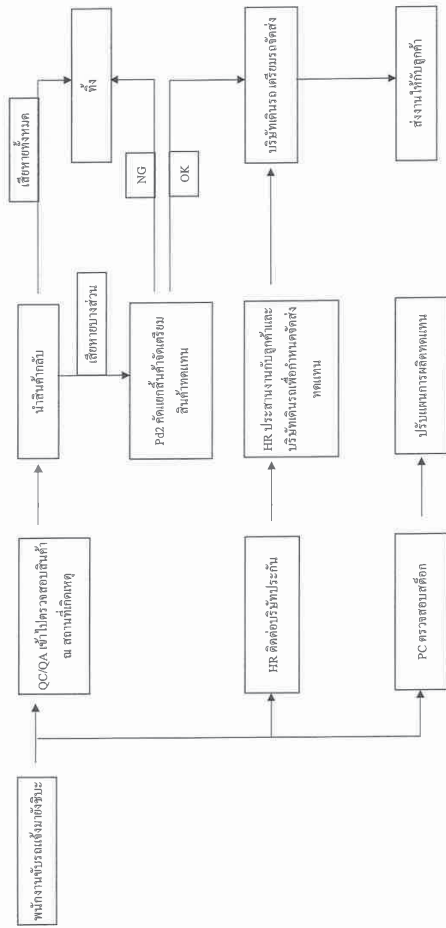 พนักงานขับรถแจ้งมายังชิบะ
QC/QA เข้าไปตรวจสอบสินค้า
ณ สถานที่เกิดเหตุ
นำสินค้ากลับ
เสียหายทั้งหมด
ทิ้ง
เสียหายบางส่วน
Pd2 คัดแยกสินค้าจัดเตรียม
สินค้าทดแทน
NG
OK
HR ติดต่อบริษัทประกัน
HR ประสานงานกับลูกค้าและ
บริษัทเดินรถเพื่อกำหนดจัดส่ง
ทดแทน
บริษัทเดินรถ เตรียมรถจัดส่ง
PC ตรวจสอบสต๊อก
ปรับแผนการผลิตทดแทน
ส่งงานให้กับลูกค้า